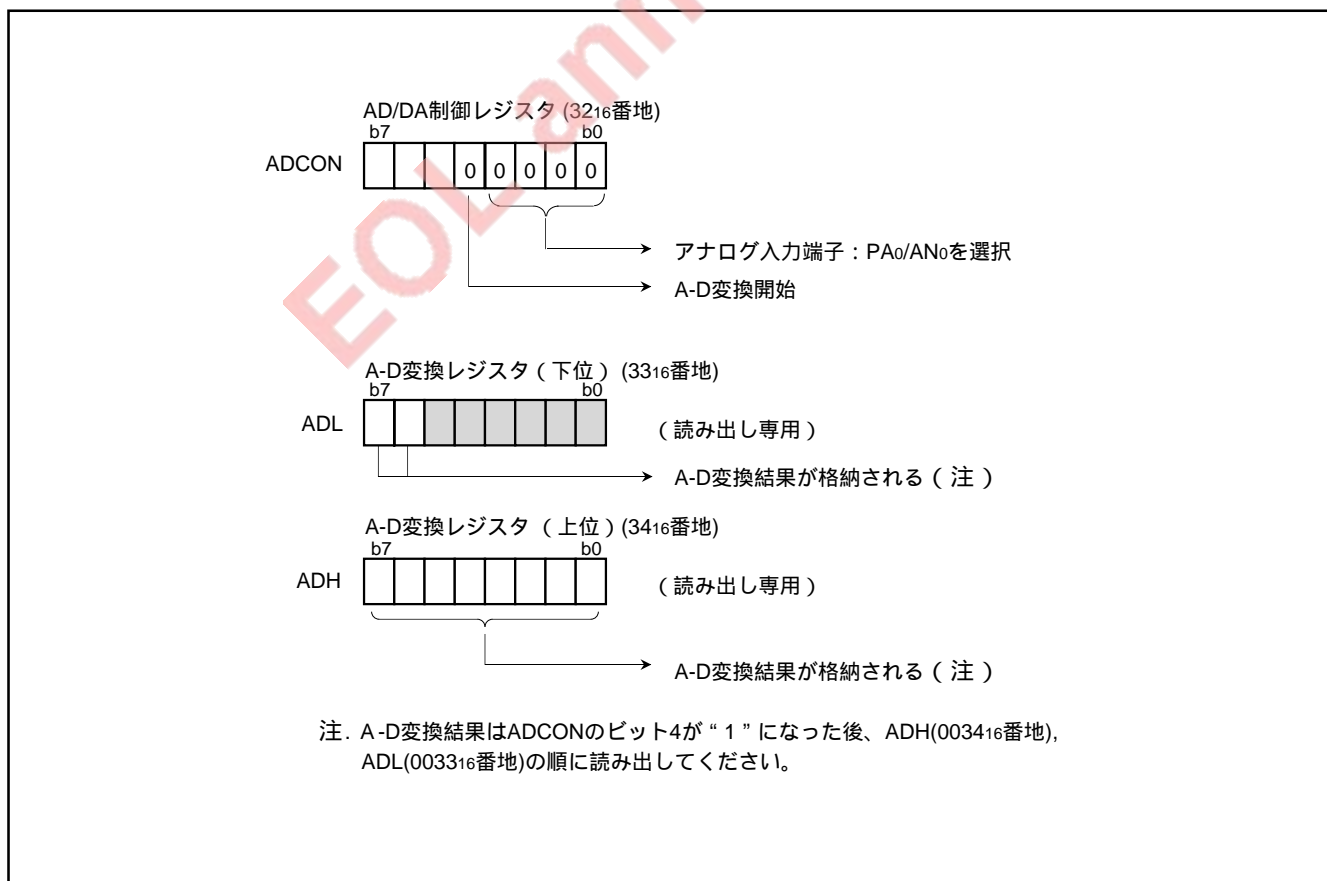 EOL ann
AD/DA制御レジスタ (3216番地)
b7 b0
ADCON 0 0 0 0 0
アナログ入力端子：PA0/AN0を選択
A-D変換開始
A-D変換レジスタ（下位）(3316番地)
b7 b0
ADL （読み出し専用）
A-D変換結果が格納される（注）
A-D変換レジスタ（上位）(3416番地)
b7 b0
ADH （読み出し専用）
A-D変換結果が格納される（注）
注. A-D変換結果はADCONのビット4が“1”になった後、ADH(003416番地),
ADL(003316番地)の順に読み出してください。